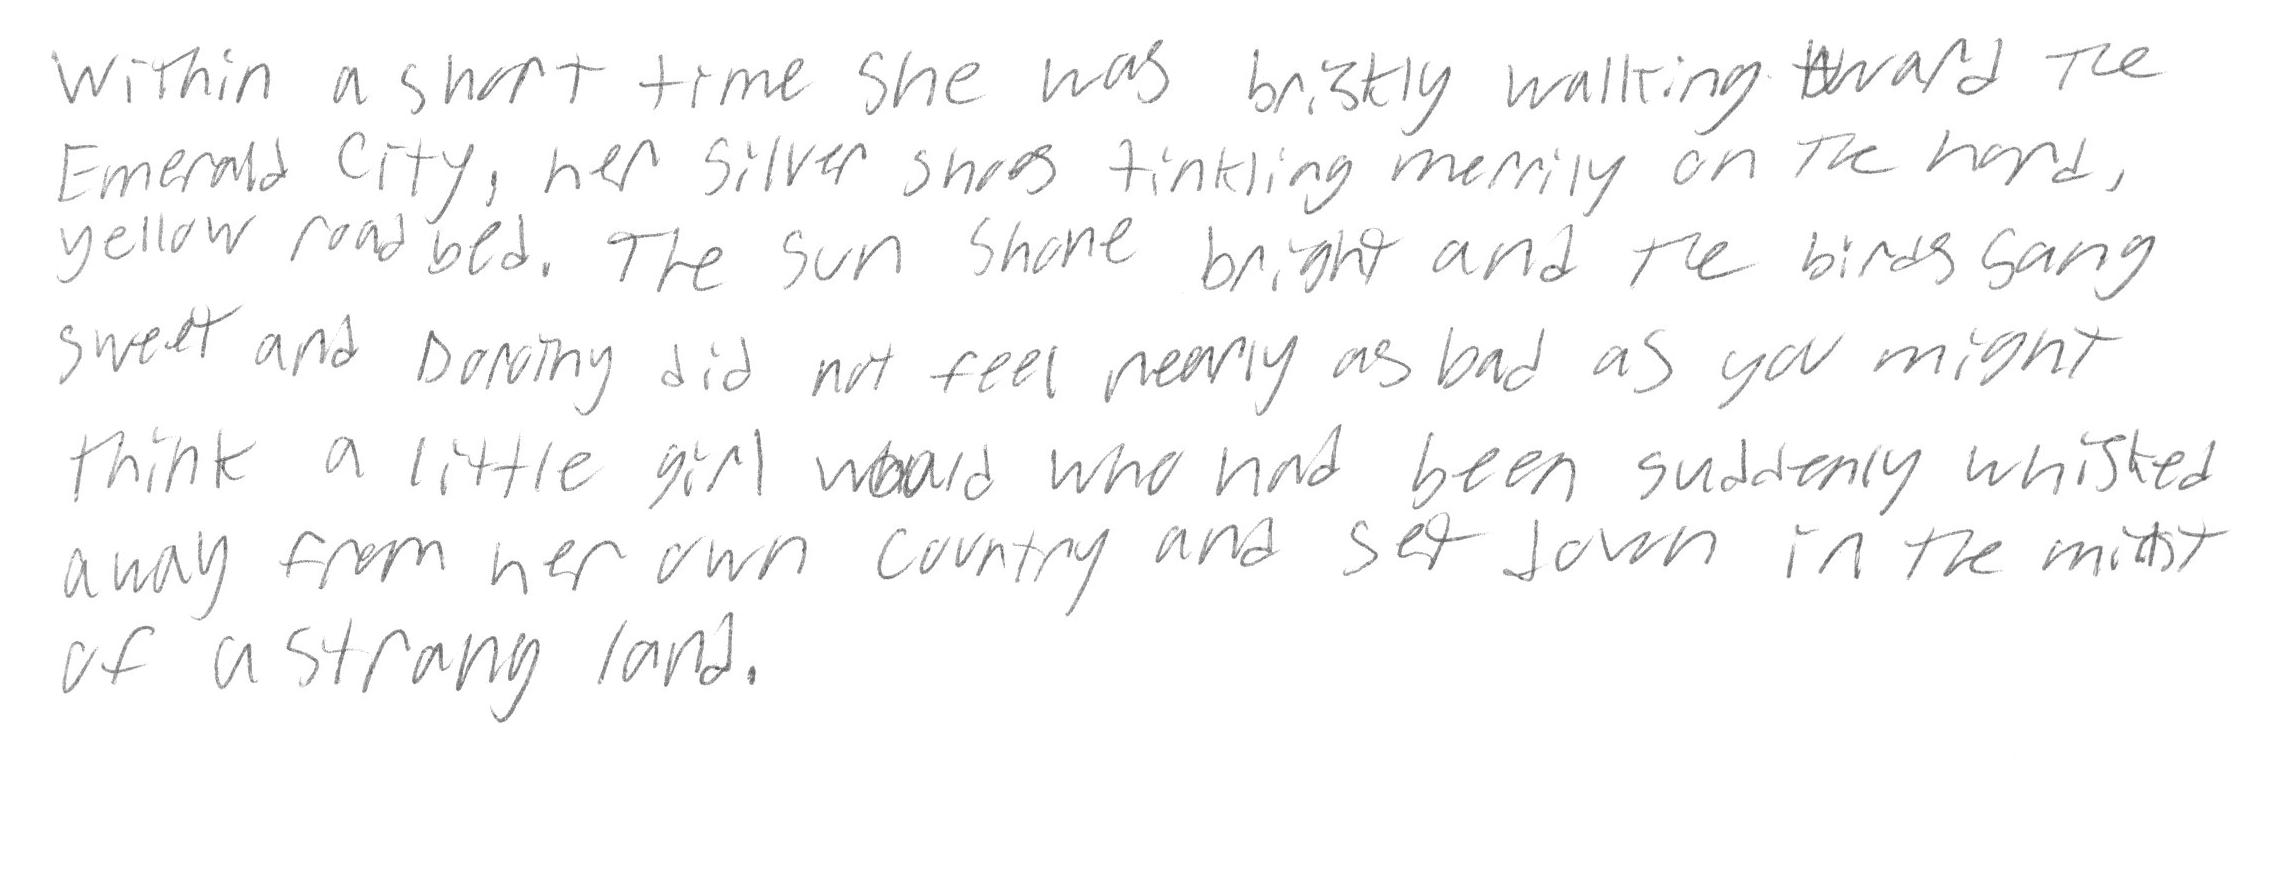 Within a short time she was briskly walking toward the
Emerald City, her silver shoes tinkling merrily on the hard,
yellow road bed. The sun shone bright and the birds sang
sweet and Dorothy did not feel nearly as bad as you might
think a little girl would who had been suddenly whisked
away from her own country and set down in the midst
of a strang land.